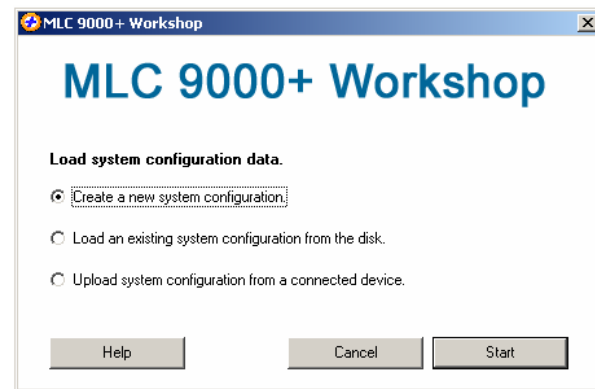 MLC 9000+ Workshop
MLC 9000+ Workshop
Load system configuration data.
Create a new system configuration.
Load an existing system configuration from the disk.
Upload system configuration from a connected device.
Help Cancel Start